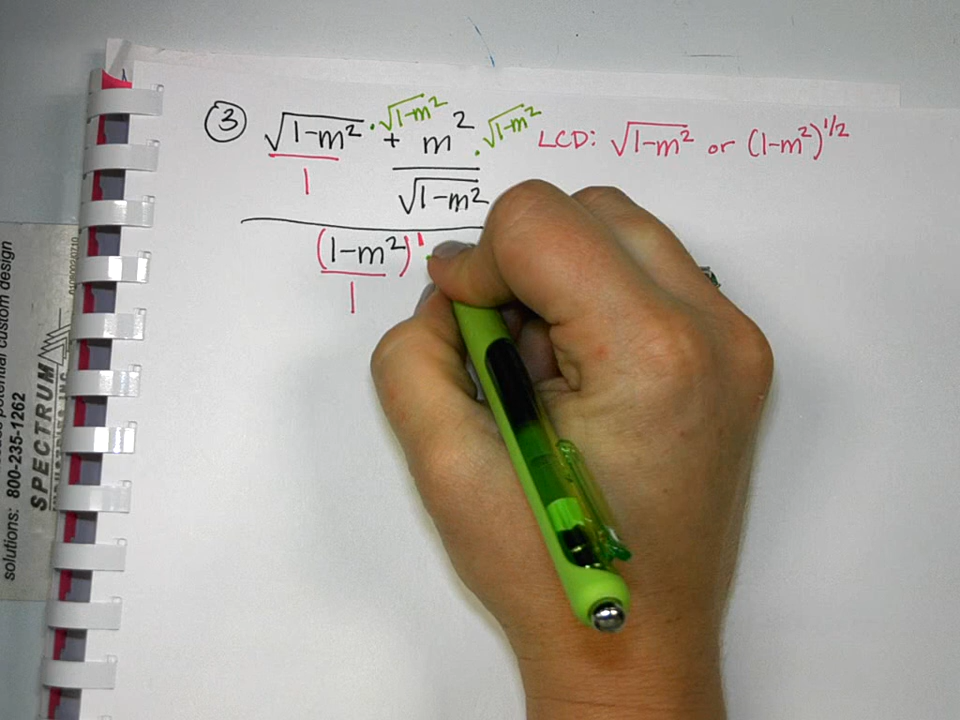 ③ √1-m² · √1-m² + m² · √1-m² LCD: √1-m² or (1-m²)^1/2
1 √1-m²
(1-m²)¹ ·
1
solutions: 800-235-1262
SPECTRUM
potential custom design